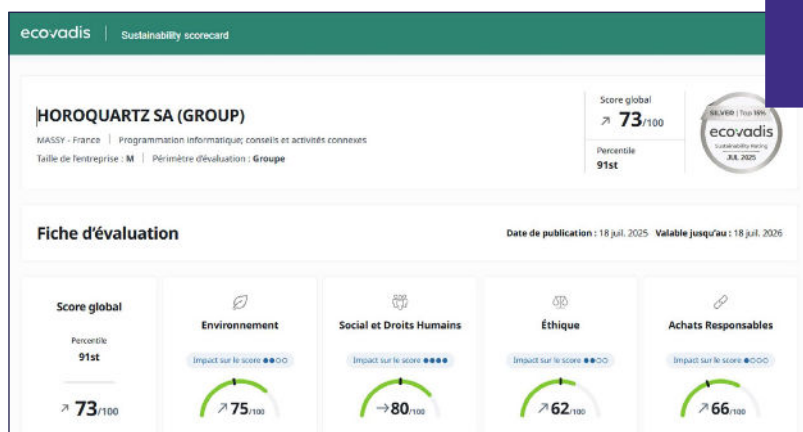 ecovadis | Sustainability scorecard
HOROQUARTZ SA (GROUP)
MASSY - France | Programmation informatique; conseils et activités connexes
Taille de l'entreprise : M | Périmètre d'évaluation : Groupe
Score global
↗ 73/100
Percentile
91st
SILVER | Top 15%
ecovadis
Sustainability Rating
JUL 2025
Fiche d'évaluation
Date de publication : 18 juil. 2025 Valable jusqu'au : 18 juil. 2026
Score global
Percentile
91st
↗ 73/100
Environnement
Impact sur le score
↗ 75/100
Social et Droits Humains
Impact sur le score
→ 80/100
Éthique
Impact sur le score
↗ 62/100
Achats Responsables
Impact sur le score
↗ 66/100